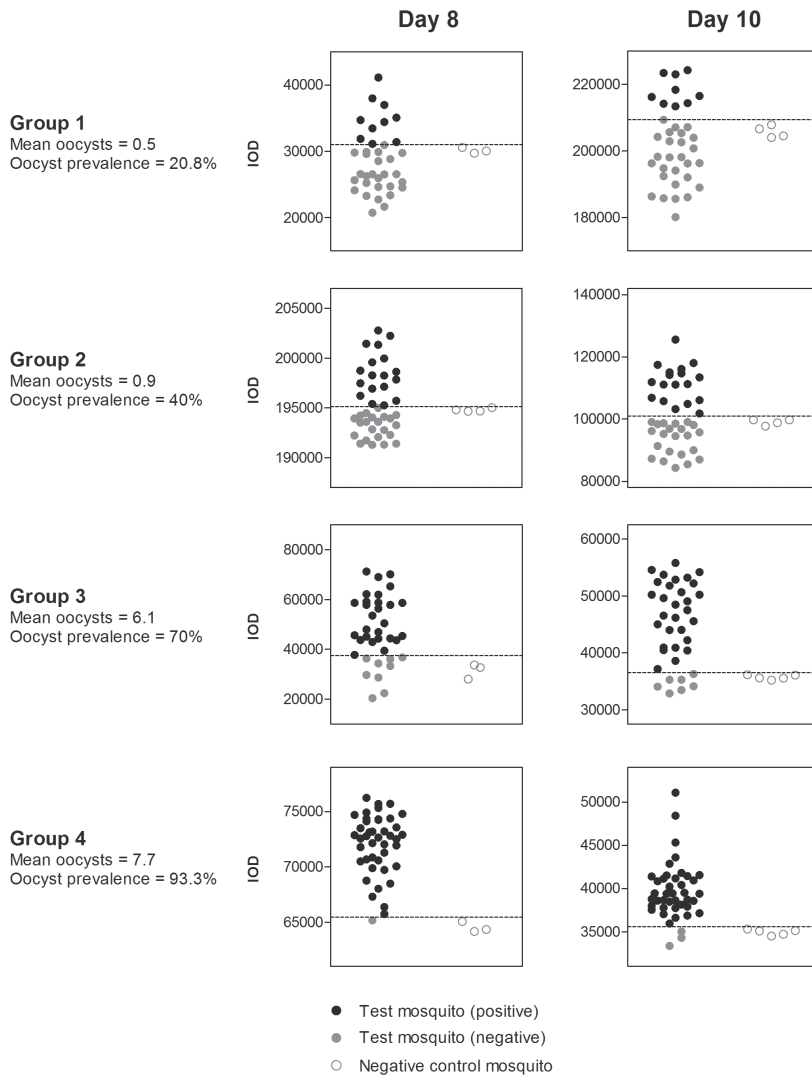 Day 8
Day 10
Group 1
Mean oocysts = 0.5
Oocyst prevalence = 20.8%
IOD
40000
30000
20000
220000
200000
180000
Group 2
Mean oocysts = 0.9
Oocyst prevalence = 40%
IOD
205000
200000
195000
190000
140000
120000
100000
80000
Group 3
Mean oocysts = 6.1
Oocyst prevalence = 70%
IOD
80000
60000
40000
20000
60000
50000
40000
30000
Group 4
Mean oocysts = 7.7
Oocyst prevalence = 93.3%
IOD
75000
70000
65000
50000
45000
40000
35000
Test mosquito (positive)
Test mosquito (negative)
Negative control mosquito